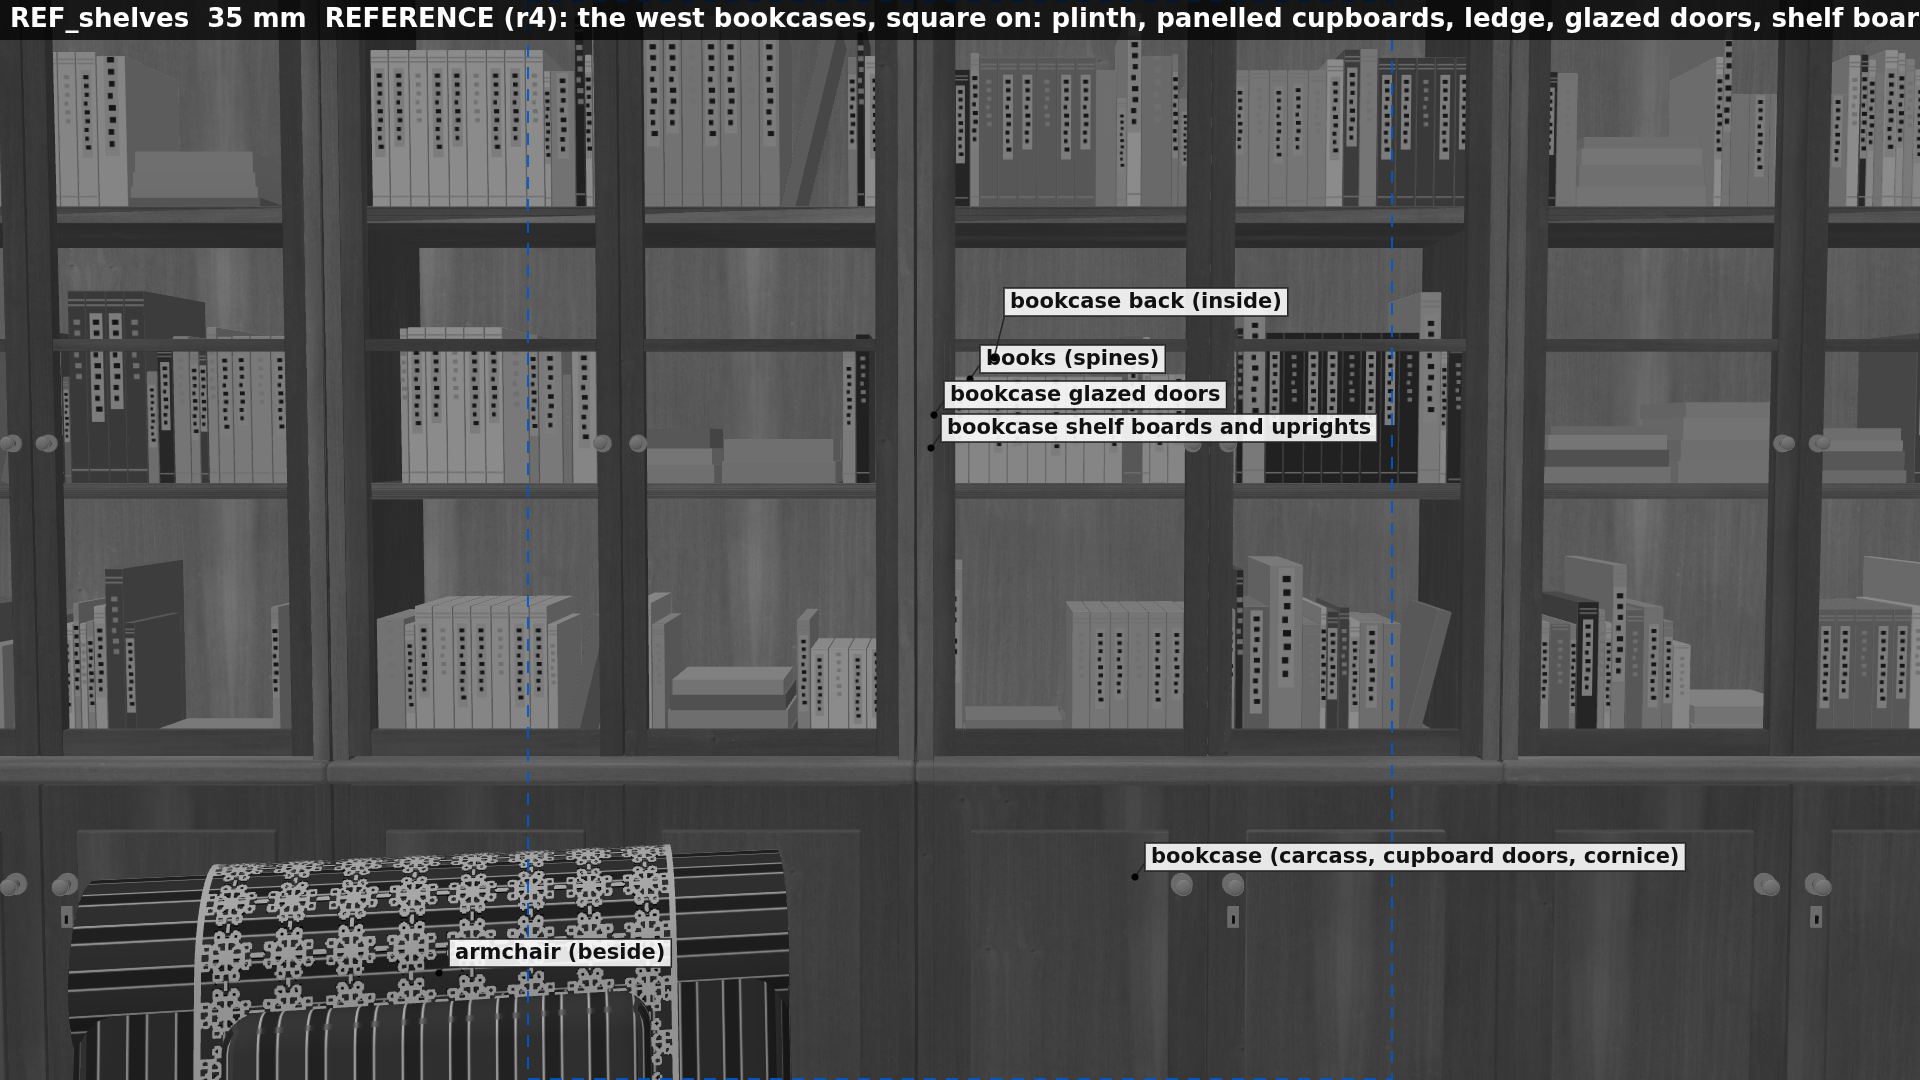 REF_shelves 35 mm REFERENCE (r4): the west bookcases, square on: plinth, panelled cupboards, ledge, glazed doors, shelf boar
bookcase back (inside)
books (spines)
bookcase glazed doors
bookcase shelf boards and uprights
bookcase (carcass, cupboard doors, cornice)
armchair (beside)